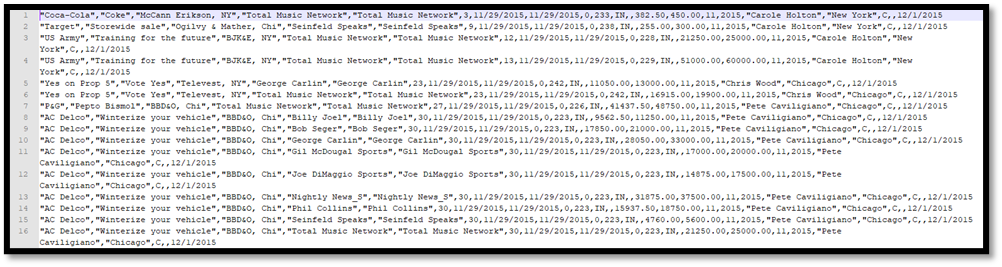 1 "Coca-Cola","Coke","McCann Erikson, NY","Total Music Network","Total Music Network",3,11/29/2015,11/29/2015,0,233,IN,,382.50,450.00,11,2015,"Carole Holton","New York",C,,12/1/2015
2 "Target","Storewide sale","Ogilvy & Mather, Chi","Seinfeld Speaks","Seinfeld Speaks",9,11/29/2015,11/29/2015,0,238,IN,,255.00,300.00,11,2015,"Carole Holton","New York",C,,12/1/2015
3 "US Army","Training for the future","BJK&E, NY","Total Music Network","Total Music Network",12,11/29/2015,11/29/2015,0,228,IN,,21250.00,25000.00,11,2015,"Carole Holton","New
York",C,,12/1/2015
4 "US Army","Training for the future","BJK&E, NY","Total Music Network","Total Music Network",13,11/29/2015,11/29/2015,0,229,IN,,51000.00,60000.00,11,2015,"Carole Holton","New
York",C,,12/1/2015
5 "Yes on Prop 5","Vote Yes","Televest, NY","George Carlin","George Carlin",23,11/29/2015,11/29/2015,0,242,IN,,11050.00,13000.00,11,2015,"Chris Wood","Chicago",C,,12/1/2015
6 "Yes on Prop 5","Vote Yes","Televest, NY","Total Music Network","Total Music Network",23,11/29/2015,11/29/2015,0,242,IN,,16915.00,19900.00,11,2015,"Chris Wood","Chicago",C,,12/1/2015
7 "P&G","Pepto Bismol","BBD&O, Chi","Total Music Network","Total Music Network",27,11/29/2015,11/29/2015,0,226,IN,,41437.50,48750.00,11,2015,"Pete Caviligiano","Chicago",C,,12/1/2015
8 "AC Delco","Winterize your vehicle","BBD&O, Chi","Billy Joel","Billy Joel",30,11/29/2015,11/29/2015,0,223,IN,,9562.50,11250.00,11,2015,"Pete Caviligiano","Chicago",C,,12/1/2015
9 "AC Delco","Winterize your vehicle","BBD&O, Chi","Bob Seger","Bob Seger",30,11/29/2015,11/29/2015,0,223,IN,,17850.00,21000.00,11,2015,"Pete Caviligiano","Chicago",C,,12/1/2015
10 "AC Delco","Winterize your vehicle","BBD&O, Chi","George Carlin","George Carlin",30,11/29/2015,11/29/2015,0,223,IN,,28050.00,33000.00,11,2015,"Pete Caviligiano","Chicago",C,,12/1/2015
11 "AC Delco","Winterize your vehicle","BBD&O, Chi","Gil McDougal Sports","Gil McDougal Sports",30,11/29/2015,11/29/2015,0,223,IN,,17000.00,20000.00,11,2015,"Pete
Caviligiano","Chicago",C,,12/1/2015
12 "AC Delco","Winterize your vehicle","BBD&O, Chi","Joe DiMaggio Sports","Joe DiMaggio Sports",30,11/29/2015,11/29/2015,0,223,IN,,14875.00,17500.00,11,2015,"Pete
Caviligiano","Chicago",C,,12/1/2015
13 "AC Delco","Winterize your vehicle","BBD&O, Chi","Nightly News_S","Nightly News_S",30,11/29/2015,11/29/2015,0,223,IN,,31875.00,37500.00,11,2015,"Pete Caviligiano","Chicago",C,,12/1/2015
14 "AC Delco","Winterize your vehicle","BBD&O, Chi","Phil Collins","Phil Collins",30,11/29/2015,11/29/2015,0,223,IN,,15937.50,18750.00,11,2015,"Pete Caviligiano","Chicago",C,,12/1/2015
15 "AC Delco","Winterize your vehicle","BBD&O, Chi","Seinfeld Speaks","Seinfeld Speaks",30,11/29/2015,11/29/2015,0,223,IN,,4760.00,5600.00,11,2015,"Pete Caviligiano","Chicago",C,,12/1/2015
16 "AC Delco","Winterize your vehicle","BBD&O, Chi","Total Music Network","Total Music Network",30,11/29/2015,11/29/2015,0,223,IN,,21250.00,25000.00,11,2015,"Pete
Caviligiano","Chicago",C,,12/1/2015